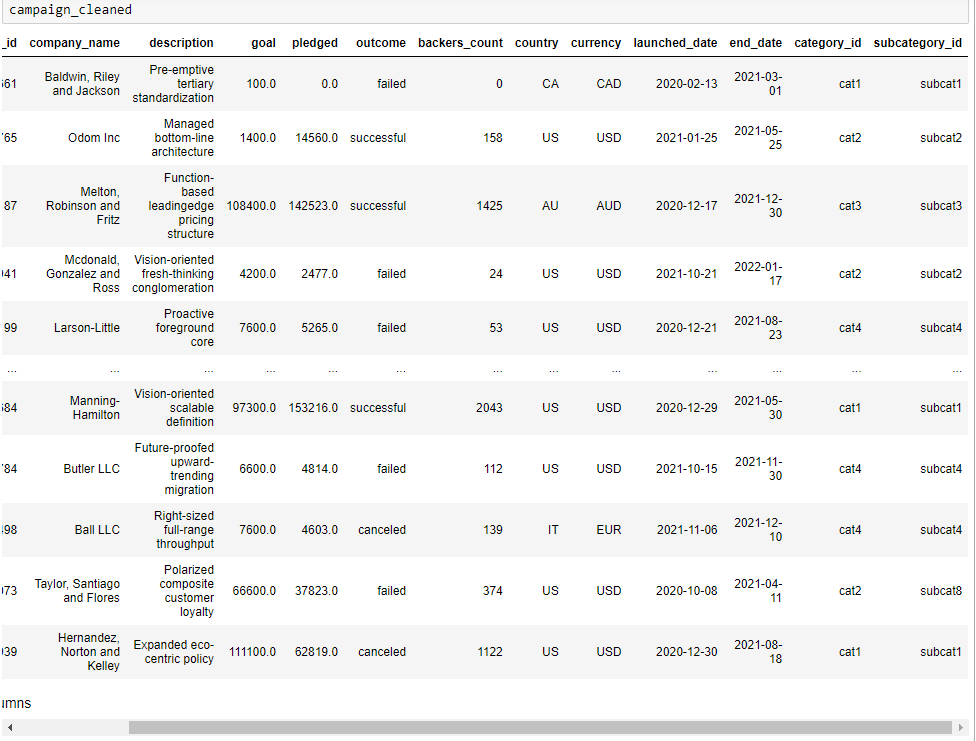 campaign_cleaned
_id company_name description goal pledged outcome backers_count country currency launched_date end_date category_id subcategory_id
661 Baldwin, Riley and Jackson Pre-emptive tertiary standardization 100.0 0.0 failed 0 CA CAD 2020-02-13 2021-03-01 cat1 subcat1
765 Odom Inc Managed bottom-line architecture 1400.0 14560.0 successful 158 US USD 2021-01-25 2021-05-25 cat2 subcat2
87 Melton, Robinson and Fritz Function-based leadingedge pricing structure 108400.0 142523.0 successful 1425 AU AUD 2020-12-17 2021-12-30 cat3 subcat3
941 Mcdonald, Gonzalez and Ross Vision-oriented fresh-thinking conglomeration 4200.0 2477.0 failed 24 US USD 2021-10-21 2022-01-17 cat2 subcat2
99 Larson-Little Proactive foreground core 7600.0 5265.0 failed 53 US USD 2020-12-21 2021-08-23 cat4 subcat4
... ... ... ... ... ... ... ... ... ... ... ... ...
684 Manning-Hamilton Vision-oriented scalable definition 97300.0 153216.0 successful 2043 US USD 2020-12-29 2021-05-30 cat1 subcat1
784 Butler LLC Future-proofed upward-trending migration 6600.0 4814.0 failed 112 US USD 2021-10-15 2021-11-30 cat4 subcat4
498 Ball LLC Right-sized full-range throughput 7600.0 4603.0 canceled 139 IT EUR 2021-11-06 2021-12-10 cat4 subcat4
073 Taylor, Santiago and Flores Polarized composite customer loyalty 66600.0 37823.0 failed 374 US USD 2020-10-08 2021-04-11 cat2 subcat8
939 Hernandez, Norton and Kelley Expanded eco-centric policy 111100.0 62819.0 canceled 1122 US USD 2020-12-30 2021-08-18 cat1 subcat1
umns